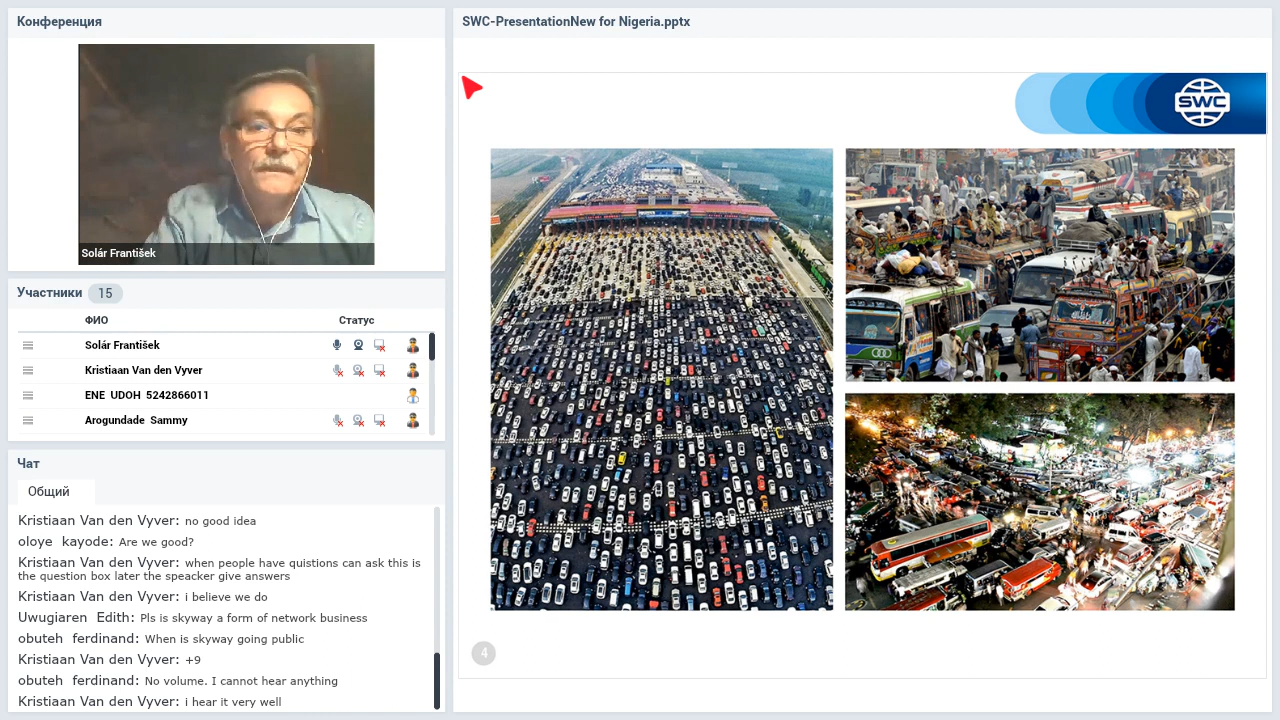 Конференция
Solár František
Участники 15
ФИО Статус
Solár František
Kristiaan Van den Vyver
ENE UDOH 5242866011
Arogundade Sammy
Чат
Общий
Kristiaan Van den Vyver: no good idea
oloye kayode: Are we good?
Kristiaan Van den Vyver: when people have quistions can ask this is
the question box later the speacker give answers
Kristiaan Van den Vyver: i believe we do
Uwugiaren Edith: Pls is skyway a form of network business
obuteh ferdinand: When is skyway going public
Kristiaan Van den Vyver: +9
obuteh ferdinand: No volume. I cannot hear anything
Kristiaan Van den Vyver: i hear it very well
SWC-PresentationNew for Nigeria.pptx
SWC
4